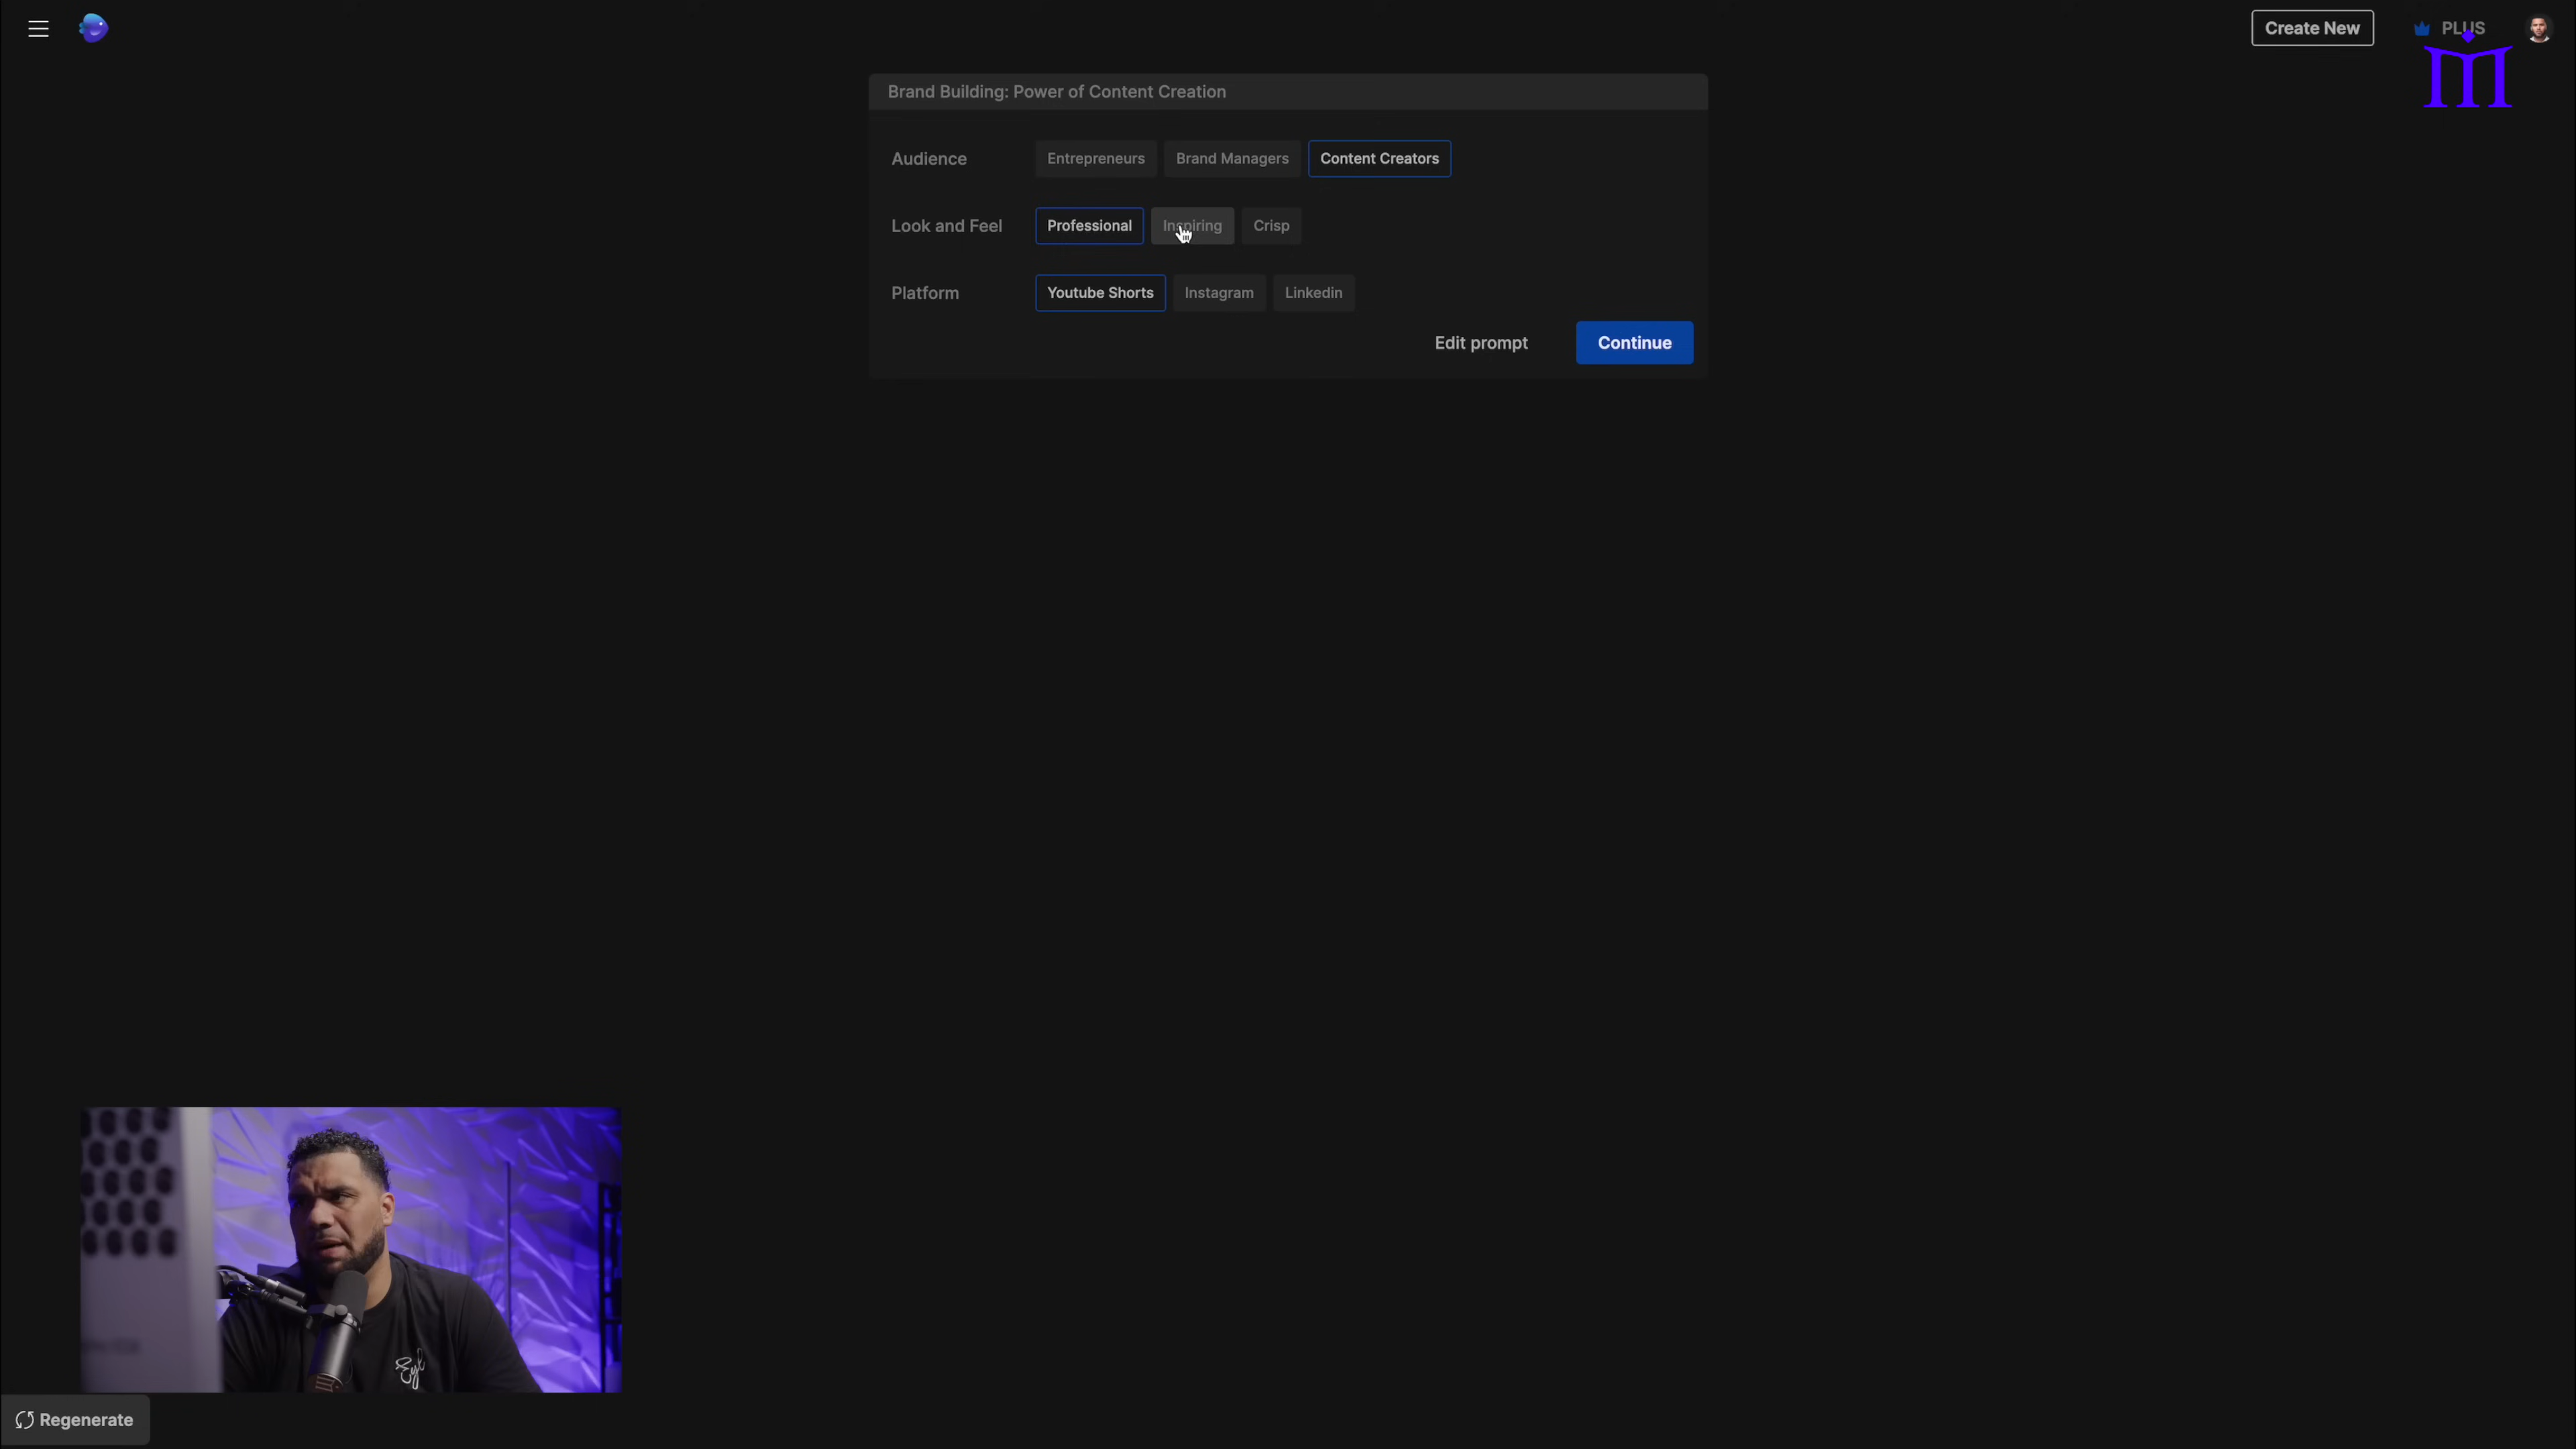 Create New
PLUS
Brand Building: Power of Content Creation
Audience Entrepreneurs Brand Managers Content Creators
Look and Feel Professional Inspiring Crisp
Platform Youtube Shorts Instagram Linkedin
Edit prompt Continue
Eyl
Regenerate